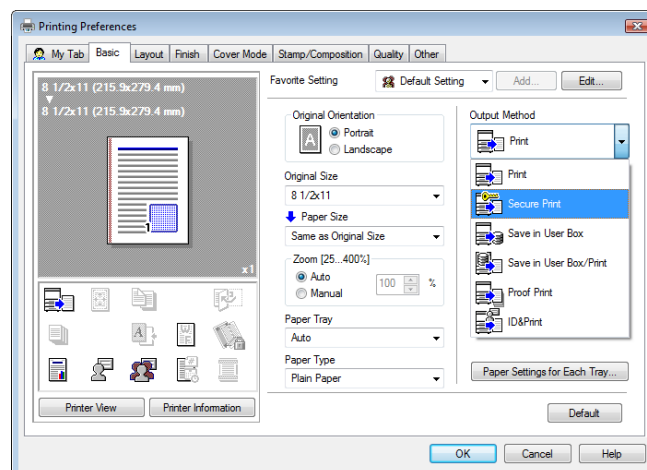 Printing Preferences
My Tab Basic Layout Finish Cover Mode Stamp/Composition Quality Other
8 1/2x11 (215.9x279.4 mm)
8 1/2x11 (215.9x279.4 mm)
1
x1
Printer View Printer Information
Favorite Setting Default Setting Add... Edit...
Original Orientation
A
Portrait
Landscape
Original Size
8 1/2x11
Paper Size
Same as Original Size
Zoom [25...400%]
Auto
Manual
100 %
Paper Tray
Auto
Paper Type
Plain Paper
Output Method
Print
Print
Secure Print
Save in User Box
Save in User Box/Print
Proof Print
ID&Print
Paper Settings for Each Tray...
Default
OK Cancel Help